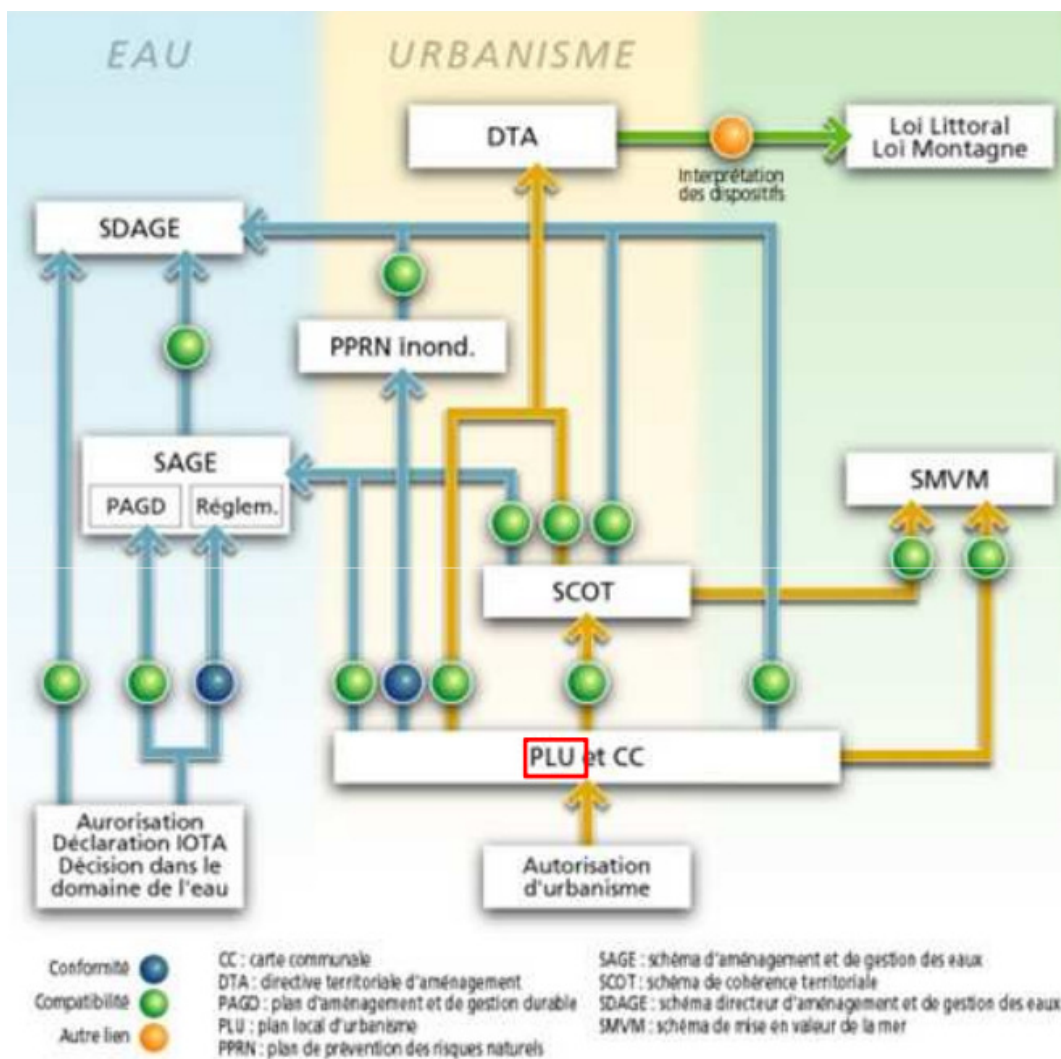 EAU
URBANISME
DTA
Loi Littoral
Loi Montagne
Interprétation
des dispositifs
SDAGE
PPRN inond.
SAGE
PAGD
Réglem.
SMVM
SCOT
PLU et CC
Aurorisation
Déclaration IOTA
Décision dans le
domaine de l'eau
Autorisation
d'urbanisme
Conformité
Compatibilité
Autre lien
CC : carte communale
DTA : directive territoriale d'aménagement
PAGD : plan d'aménagement et de gestion durable
PLU : plan local d'urbanisme
PPRN : plan de prévention des risques naturels
SAGE : schéma d'aménagement et de gestion des eaux
SCOT : schéma de cohérence territoriale
SDAGE : schéma directeur d'aménagement et de gestion des eaux
SMVM : schéma de mise en valeur de la mer